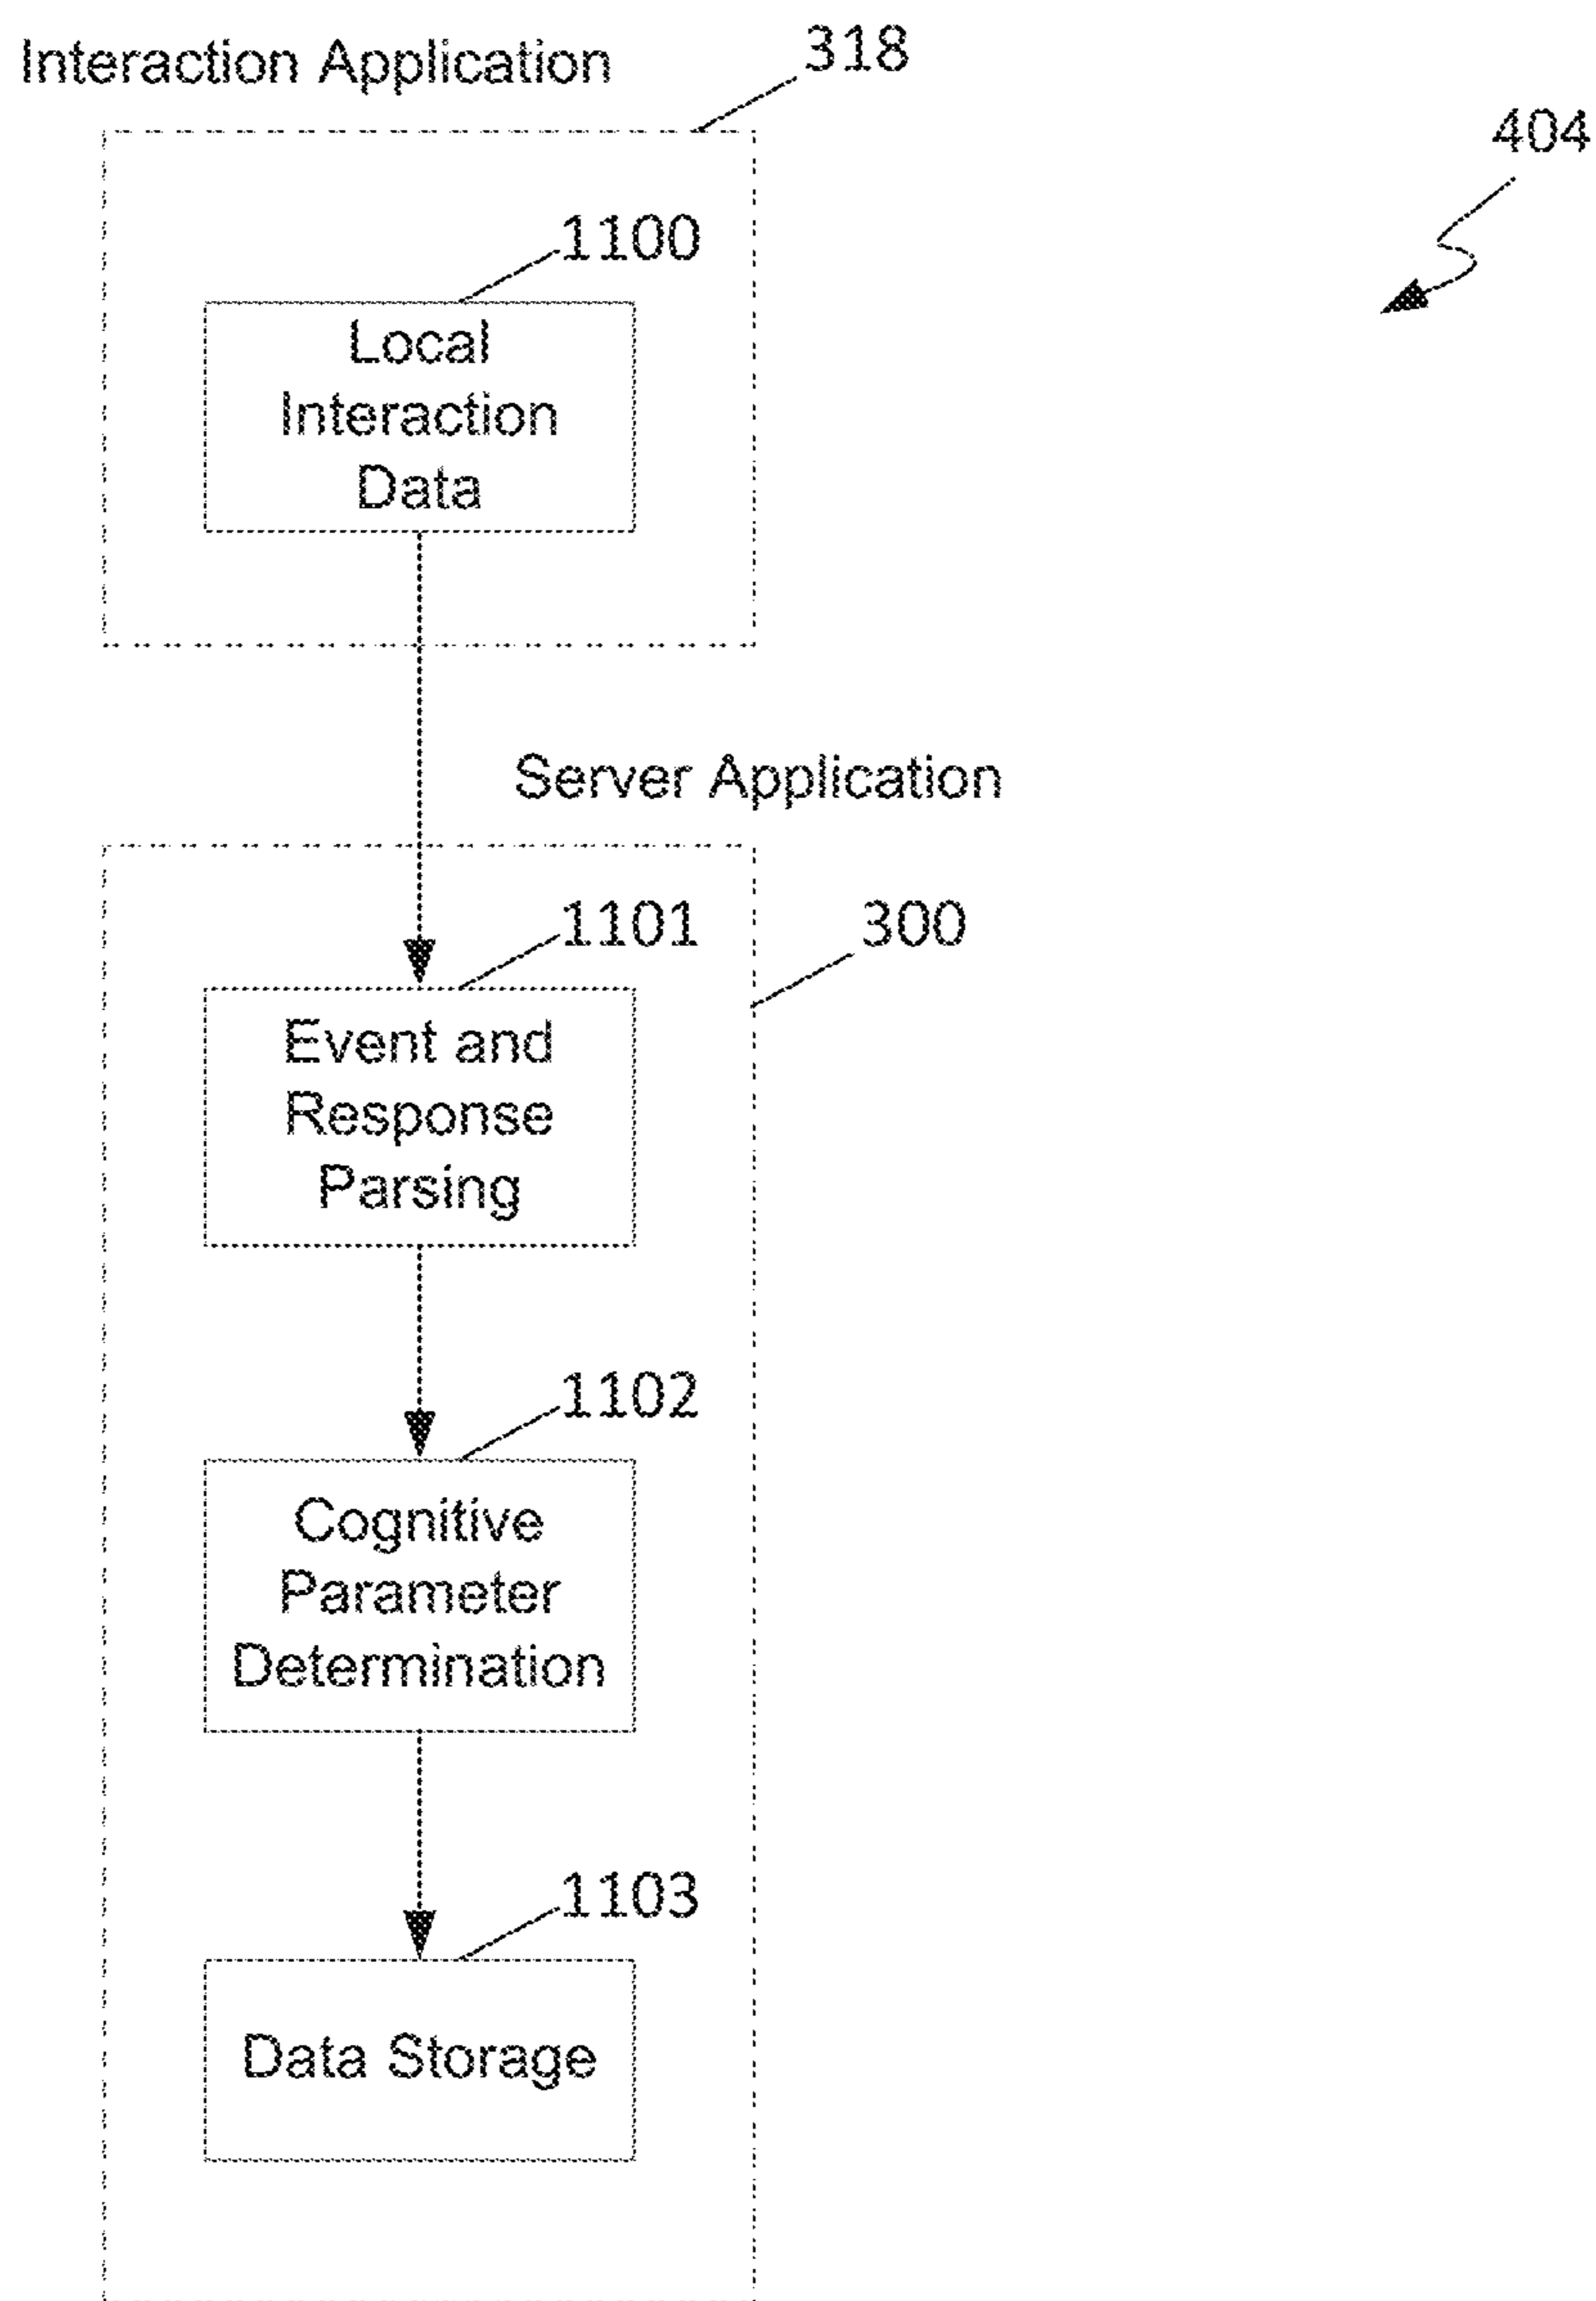 Interaction Application
318
404
1100
Local
Interaction
Data
Server Application
1101
300
Event and
Response
Parsing
1102
Cognitive
Parameter
Determination
1103
Data Storage